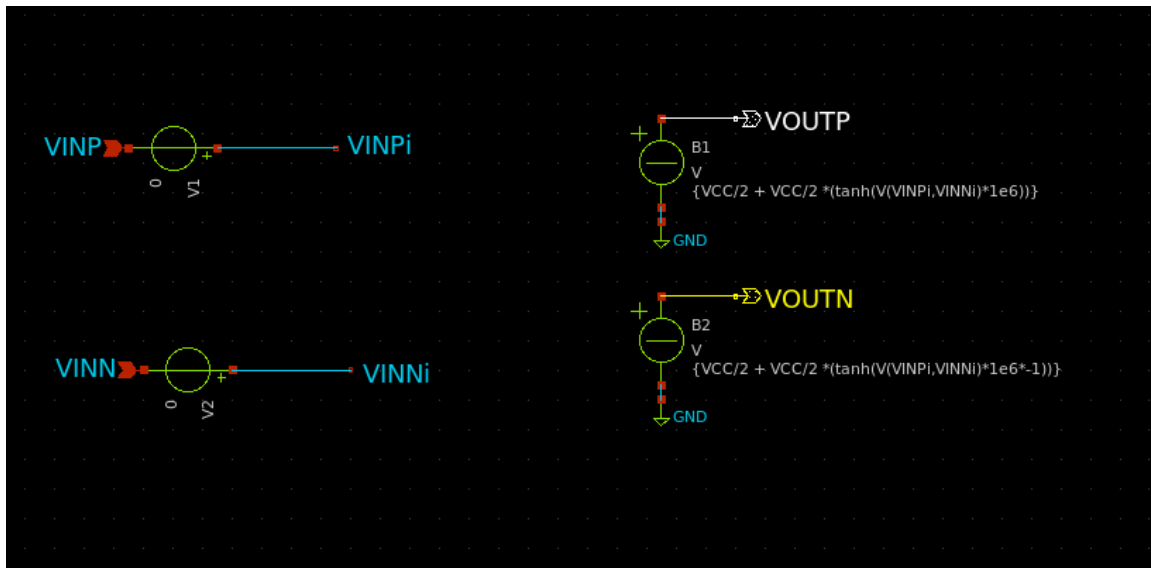 VINP
0
V1
VINPi
VOUTP
B1
V
{VCC/2 + VCC/2 *(tanh(V(VINPi,VINNi)*1e6))}
GND
VINN
0
V2
VINNi
VOUTN
B2
V
{VCC/2 + VCC/2 *(tanh(V(VINPi,VINNi)*1e6*-1))}
GND